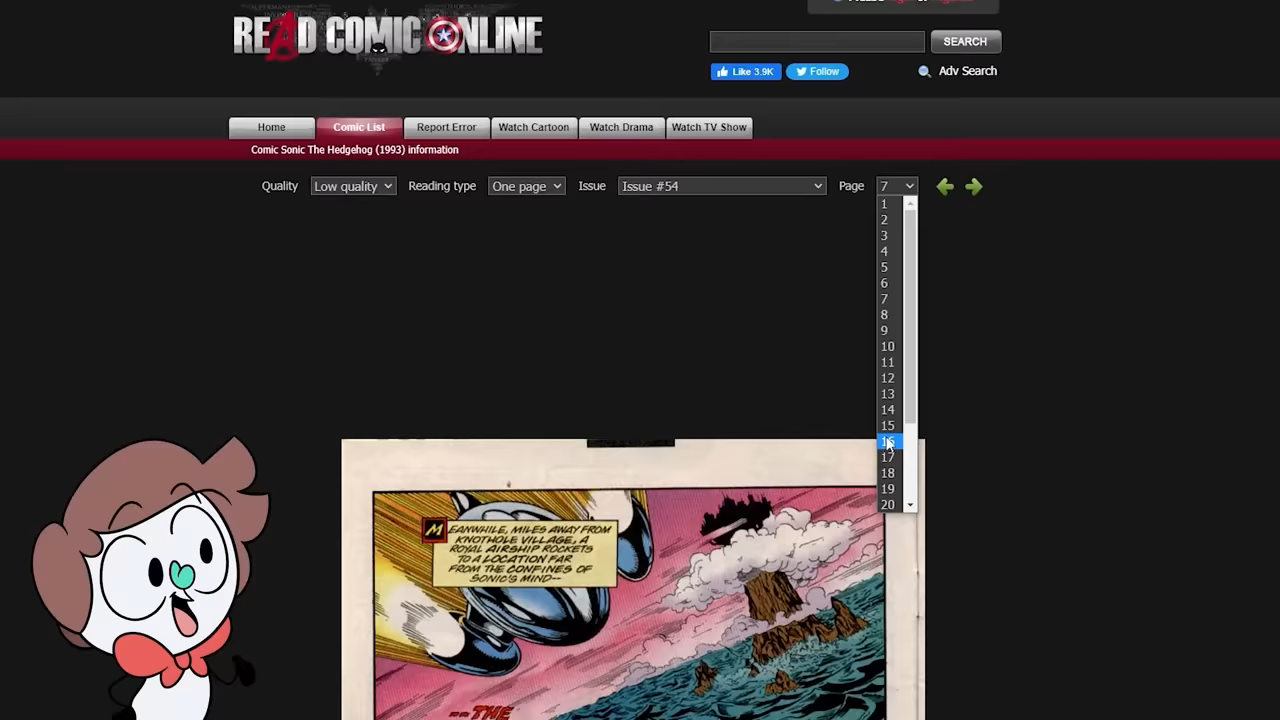 READ COMIC ONLINE
SEARCH
Like 3.9K
Follow
Adv Search
Home
Comic List
Report Error
Watch Cartoon
Watch Drama
Watch TV Show
Comic Sonic The Hedgehog (1993) information
Quality
Low quality
Reading type
One page
Issue
Issue #54
Page
7
1
2
3
4
5
6
7
8
9
10
11
12
13
14
15
16
17
18
19
20
MEANWHILE, MILES AWAY FROM
KNOTHOLE VILLAGE, A
ROYAL AIRSHIP ROCKETS
TO A LOCATION FAR
FROM THE CONFINES OF
SONIC'S MIND--
--THE